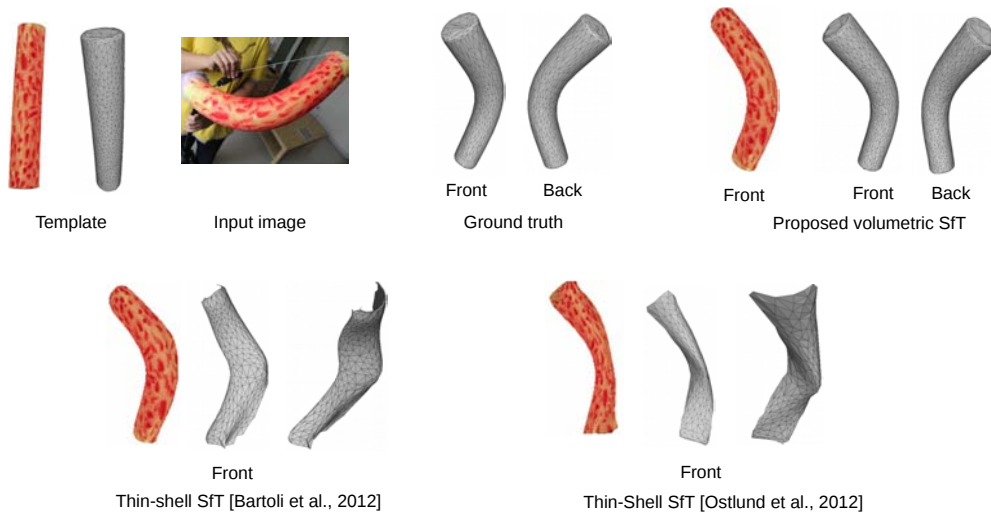 Template
Input image
Front
Back
Ground truth
Front
Front
Back
Proposed volumetric SfT
Front
Thin-shell SfT [Bartoli et al., 2012]
Front
Thin-Shell SfT [Ostlund et al., 2012]